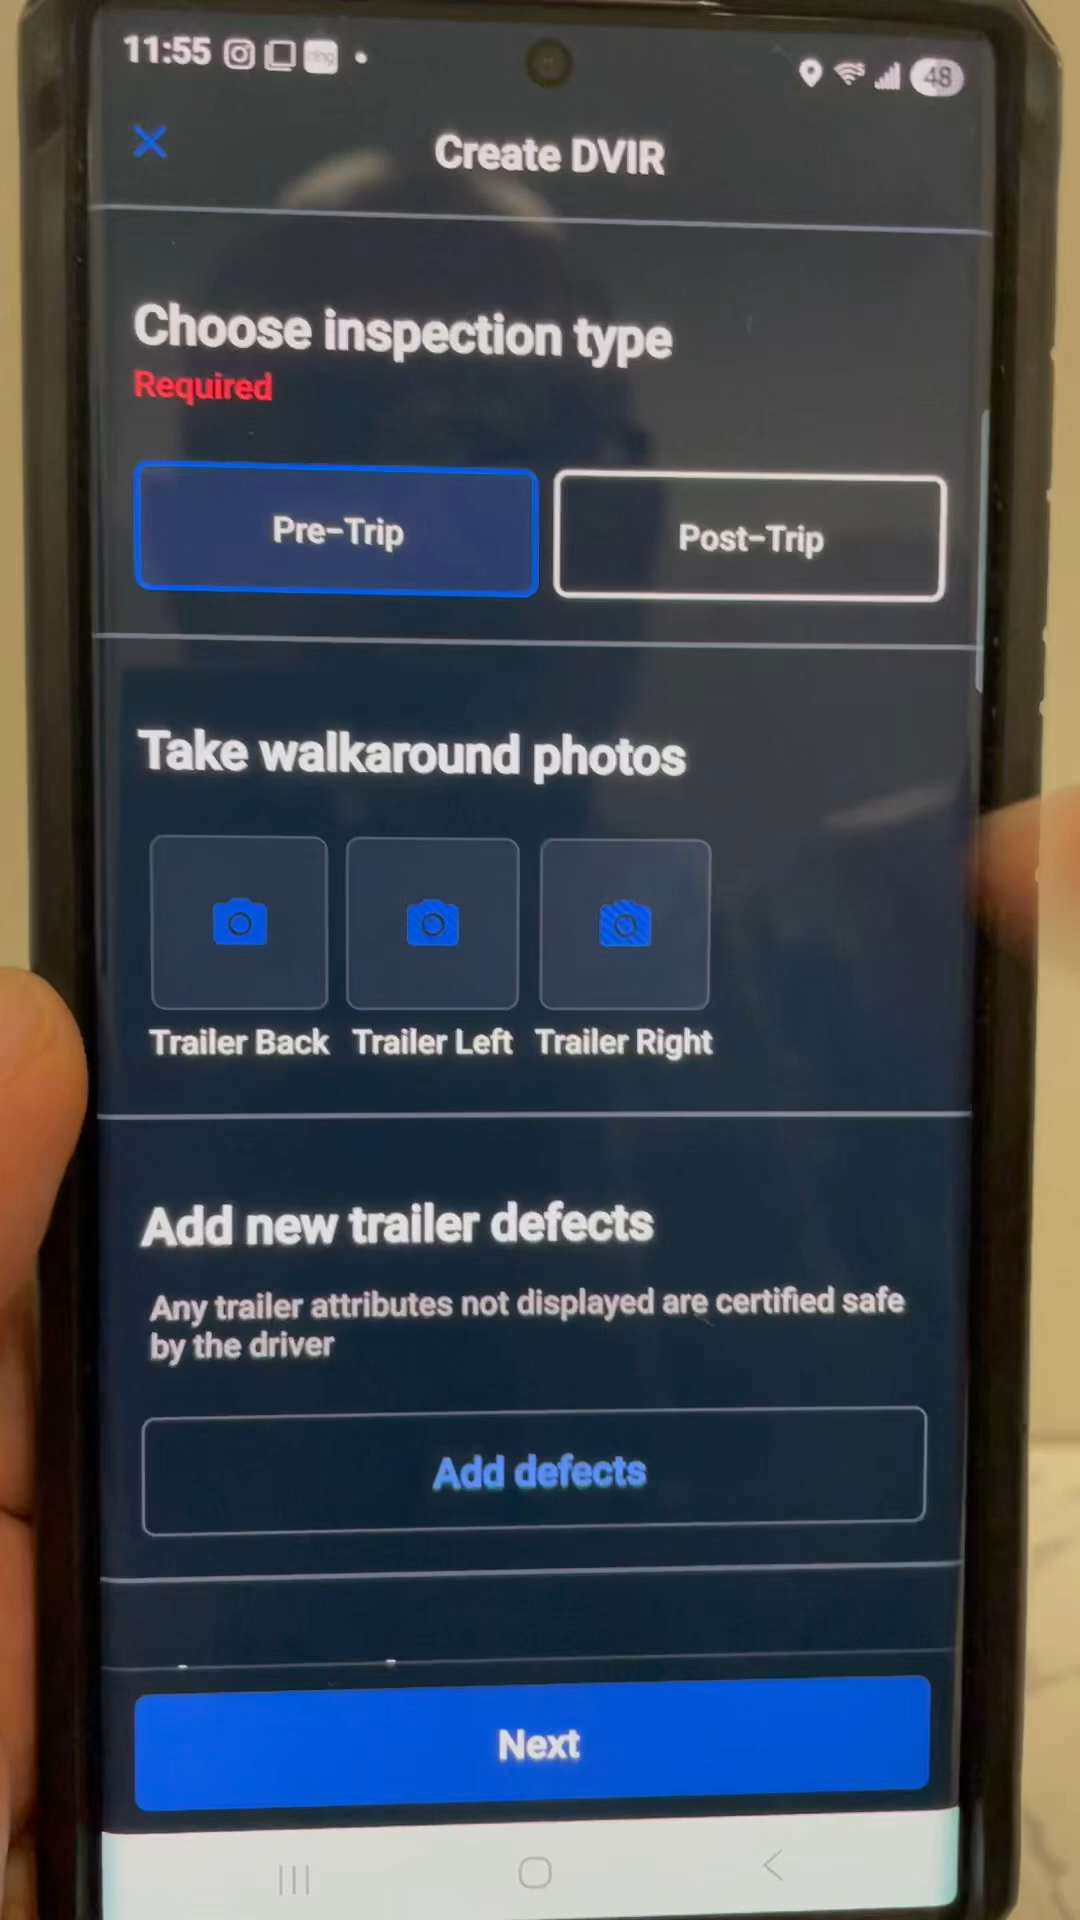 11:55
48
Create DVIR
Choose inspection type
Required
Pre-Trip
Post-Trip
Take walkaround photos
Trailer Back
Trailer Left
Trailer Right
Add new trailer defects
Any trailer attributes not displayed are certified safe
by the driver
Add defects
Next